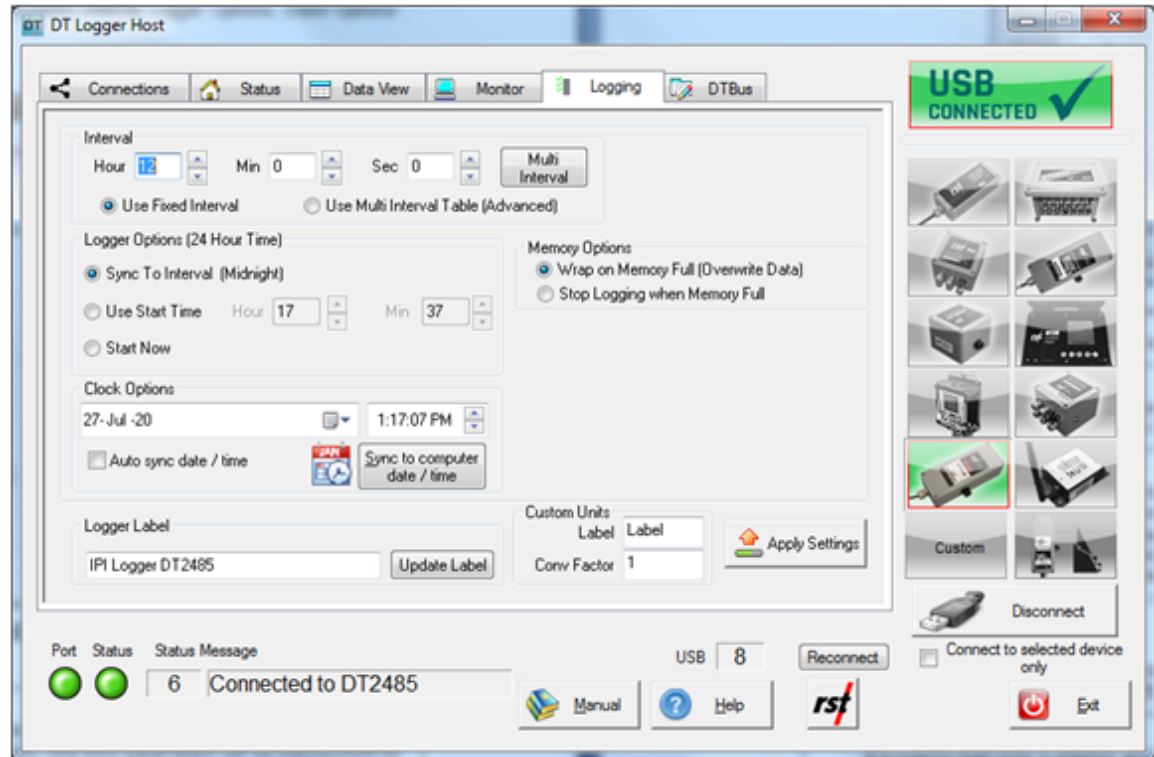 DT Logger Host
Connections Status Data View Monitor Logging DTBus
USB
CONNECTED
Interval
Hour 12 Min 0 Sec 0
Multi
Interval
Use Fixed Interval Use Multi Interval Table (Advanced)
Logger Options (24 Hour Time)
Sync To Interval (Midnight)
Use Start Time Hour 17 Min 37
Start Now
Memory Options
Wrap on Memory Full (Overwrite Data)
Stop Logging when Memory Full
Clock Options
27-Jul -20 1:17:07 PM
Auto sync date / time
JAN
Sync to computer
date / time
Logger Label
IPI Logger DT2485 Update Label
Custom Units
Label Label
Conv Factor 1
Apply Settings
Custom
Disconnect
Connect to selected device
only
Port Status Status Message
6 Connected to DT2485
USB 8 Reconnect
Manual Help rst Exit